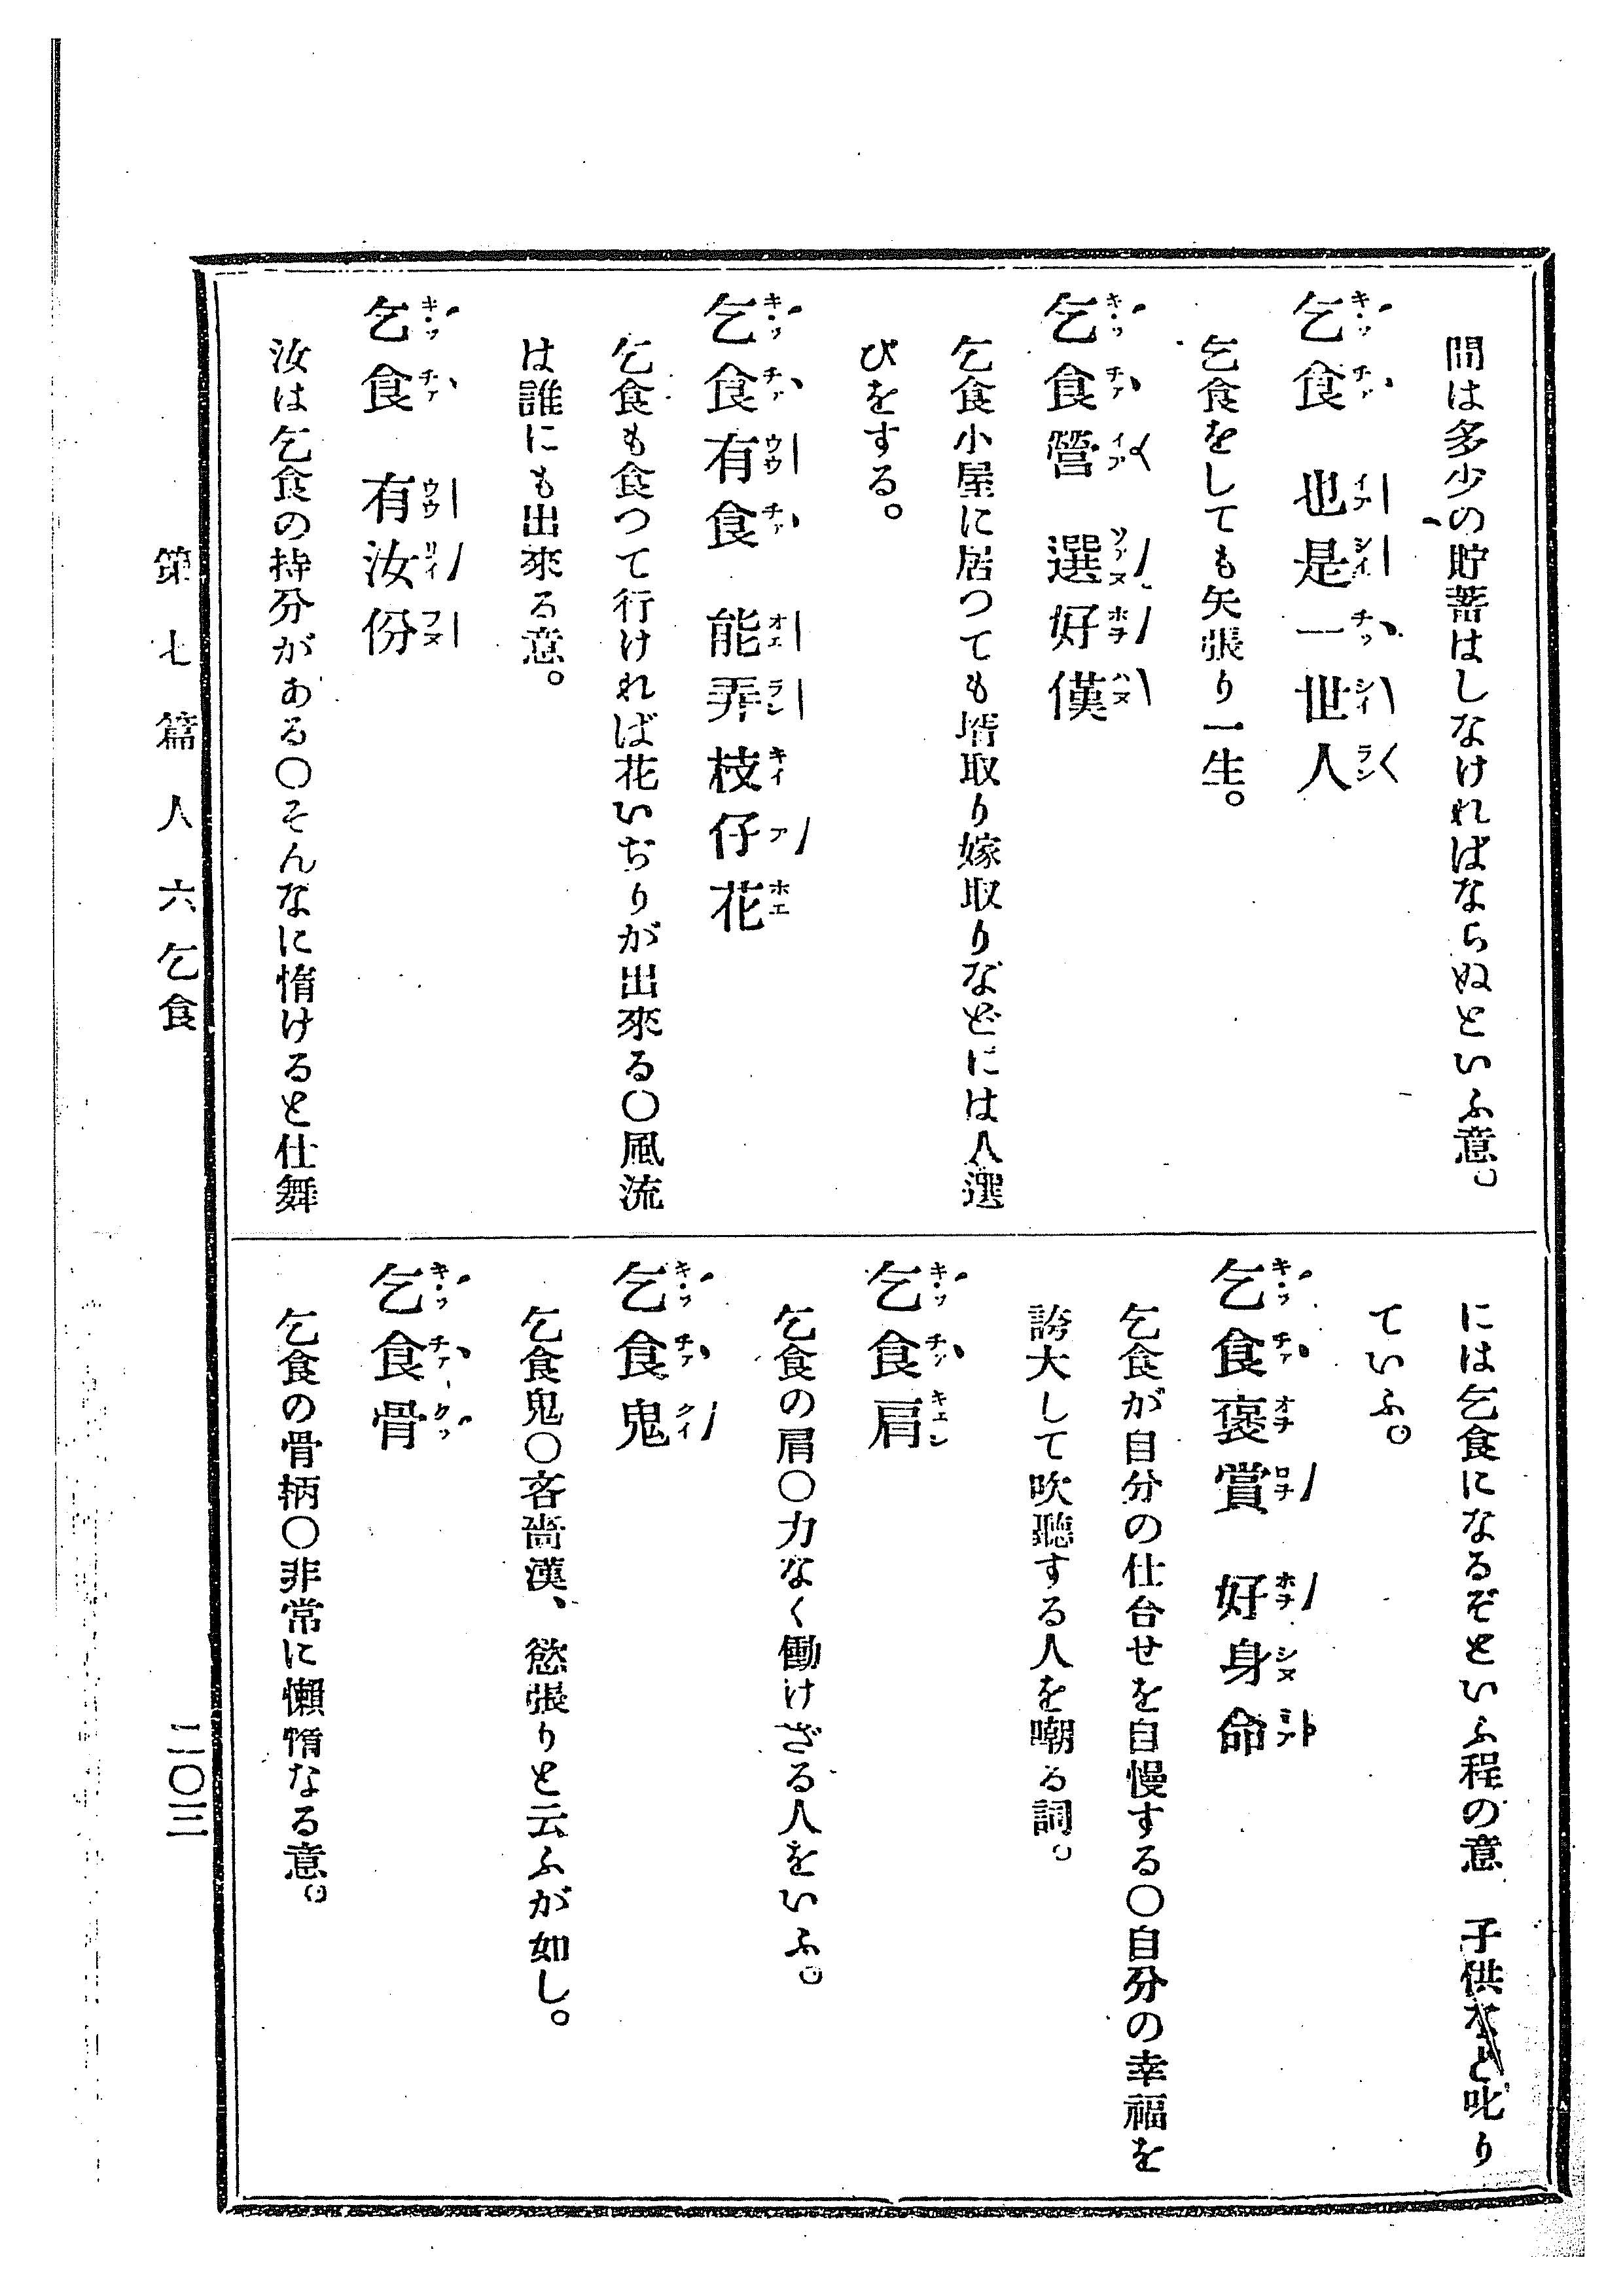 間は多少の貯蓄はしなければならぬといふ意。
乞食　也是一世人
乞食をしても矢張り一生。
乞食營　選好僕
乞食小屋に居つても壻取り嫁取りなどには人選
びをする。
乞食有食　能弄枝仔花
乞食も食つて行ければ花いぢりが出來る〇風流
は誰にも出來る意。
乞食　有汝份
汝は乞食の持分がある〇そんなに惰けると仕舞
には乞食になるぞといふ程の意　子供など叱り
ていふ。
乞食褒賞　好身命
乞食が自分の仕合せを自慢する〇自分の幸福を
誇大して吹聽する人を嘲る詞。
乞食肩
乞食の肩〇力なく働けざる人をいふ。
乞食鬼
乞食鬼〇吝嗇漢、慾張りと云ふが如し。
乞食骨
乞食の骨柄〇非常に懶惰なる意。
第七篇　人　六乞食
二〇三